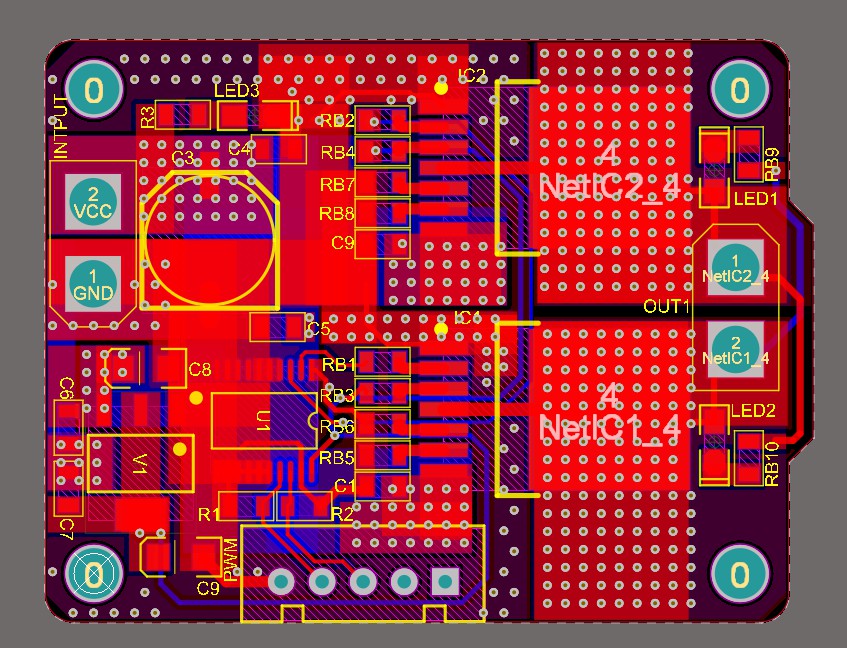 0
0
LED3
IC2
R3
INTPUT
RB2
C3
C4
RB4
RB9
4
NetIC2_4
RB7
2
VCC
LED1
RB8
C9
1
NetIC2_4
1
GND
OUT1
IC4
C5
2
NetIC1_4
RB1
C8
C6
RB3
4
NetIC1_4
LED2
U1
RB6
RB5
V1
RB10
C1
R1
R2
C7
PWM
C9
0
0